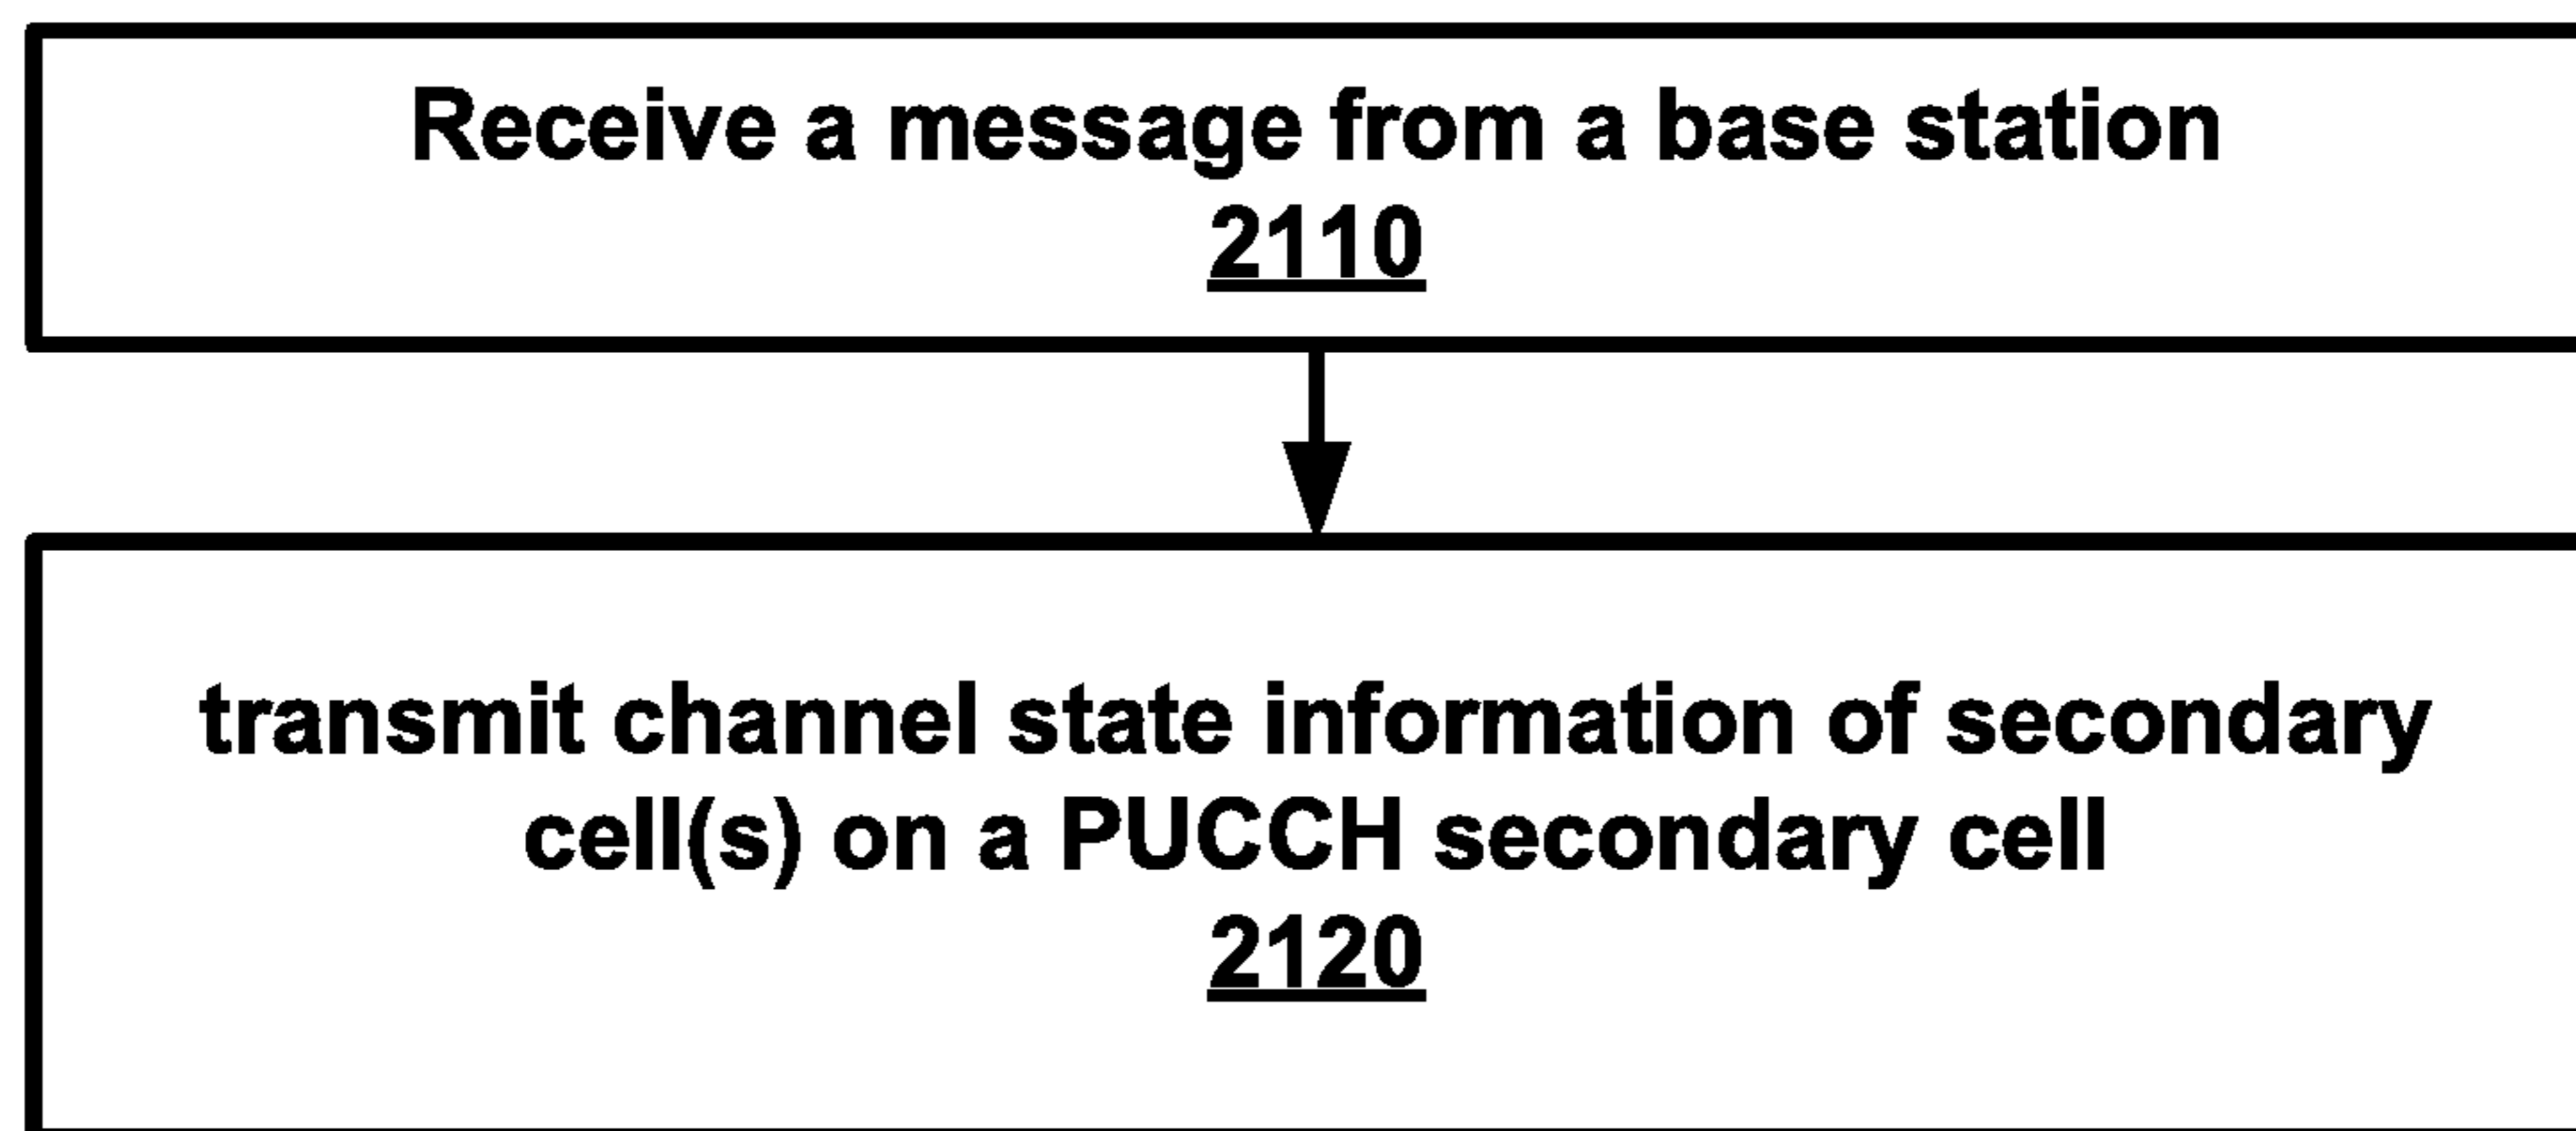 Receive a message from a base station
2110
transmit channel state information of secondary
cell(s) on a PUCCH secondary cell
2120